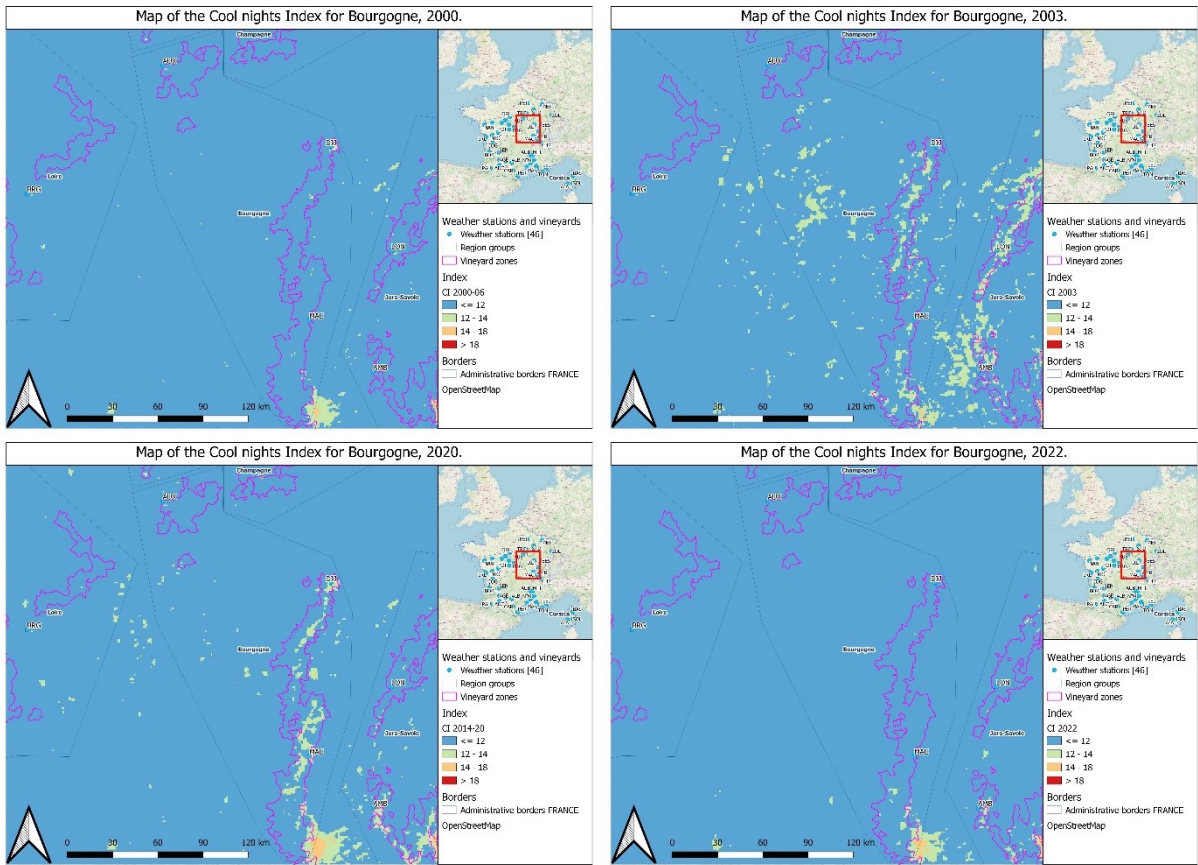 Map of the Cool nights Index for Bourgogne, 2000.
Champagne
AUX
DIJ
Loire
BRG
Bourgogne
LON
Jura-Savoie
MAC
AMB
0 30 60 90 120 km
Weather stations and vineyards
Weather stations [46]
Region groups
Vineyard zones
Index
CI 2000-06
<= 12
12 - 14
14 - 18
> 18
Borders
Administrative borders FRANCE
OpenStreetMap
Map of the Cool nights Index for Bourgogne, 2003.
Champagne
AUX
DIJ
Loire
BRG
Bourgogne
LON
Jura-Savoie
MAC
AMB
0 30 60 90 120 km
Corsica
Weather stations and vineyards
Weather stations [46]
Region groups
Vineyard zones
Index
CI 2003
<= 12
12 - 14
14 - 18
> 18
Borders
Administrative borders FRANCE
OpenStreetMap
Map of the Cool nights Index for Bourgogne, 2020.
Champagne
AUX
DIJ
Loire
BRG
Bourgogne
LON
Jura-Savoie
MAC
AMB
0 30 60 90 120 km
Corsica
Weather stations and vineyards
Weather stations [46]
Region groups
Vineyard zones
Index
CI 2014-20
<= 12
12 - 14
14 - 18
> 18
Borders
Administrative borders FRANCE
OpenStreetMap
Map of the Cool nights Index for Bourgogne, 2022.
Champagne
AUX
DIJ
Loire
BRG
Bourgogne
LON
Jura-Savoie
MAC
AMB
0 30 60 90 120 km
Corsica
Weather stations and vineyards
Weather stations [46]
Region groups
Vineyard zones
Index
CI 2022
<= 12
12 - 14
14 - 18
> 18
Borders
Administrative borders FRANCE
OpenStreetMap